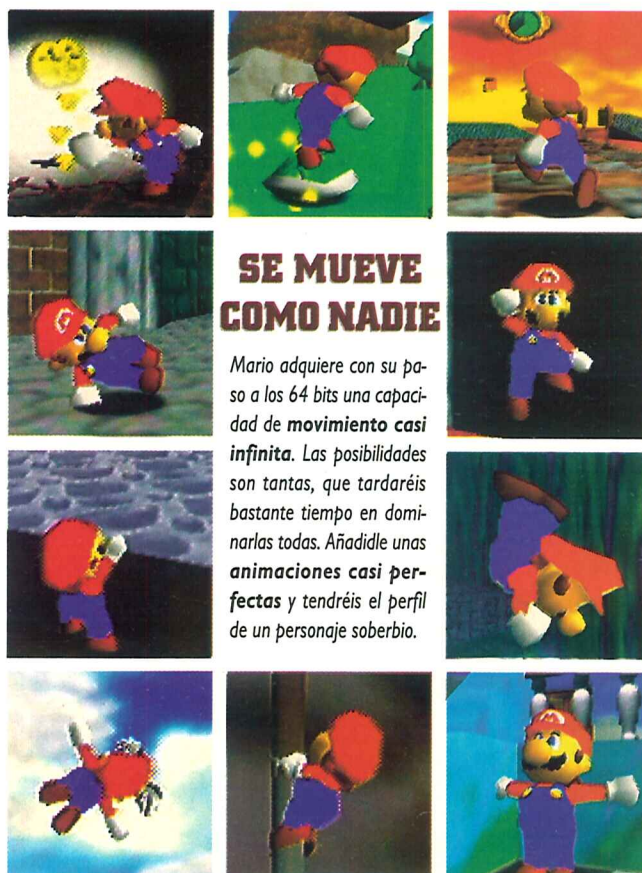 SE MUEVE
COMO NADIE
Mario adquiere con su pa-
so a los 64 bits una capaci-
dad de movimiento casi
infinita. Las posibilidades
son tantas, que tardaréis
bastante tiempo en domi-
narlas todas. Añadidle unas
animaciones casi per-
fectas y tendréis el perfil
de un personaje soberbio.